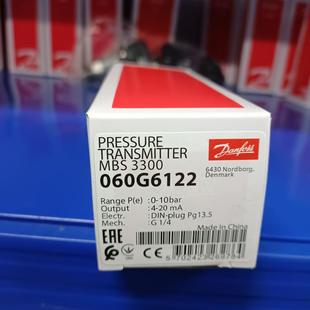 PRESSURE
TRANSMITTER
MBS 3300
060G6122
Danfoss
6430 Nordborg,
Denmark
Range P(e) : 0-10bar
Output : 4-20 mA
Electr. : DIN-plug Pg13.5
Mech. : G 1/4
Made In China
EAC
CE